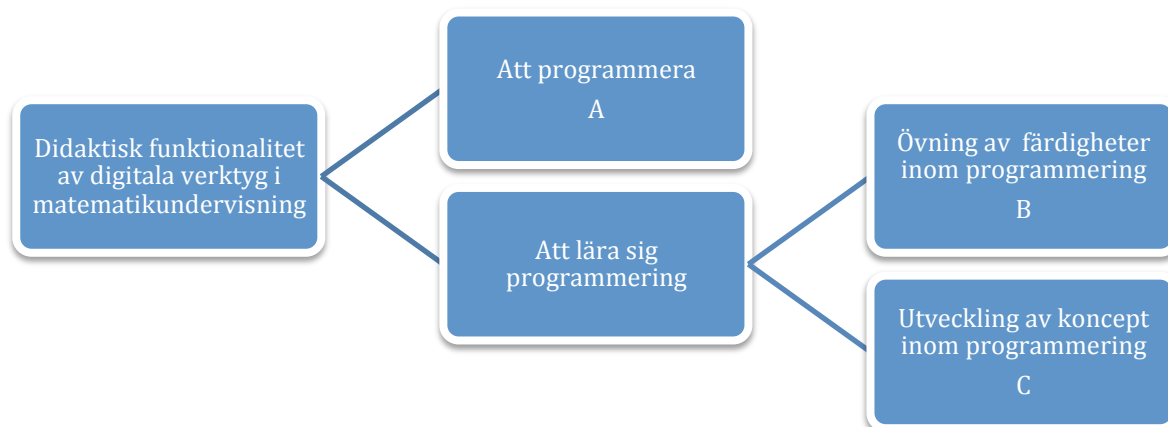 Didaktisk funktionalitet
av digitala verktyg i
matematikundervisning
Att programmera
A
Att lära sig
programmering
Övning av färdigheter
inom programmering
B
Utveckling av koncept
inom programmering
C